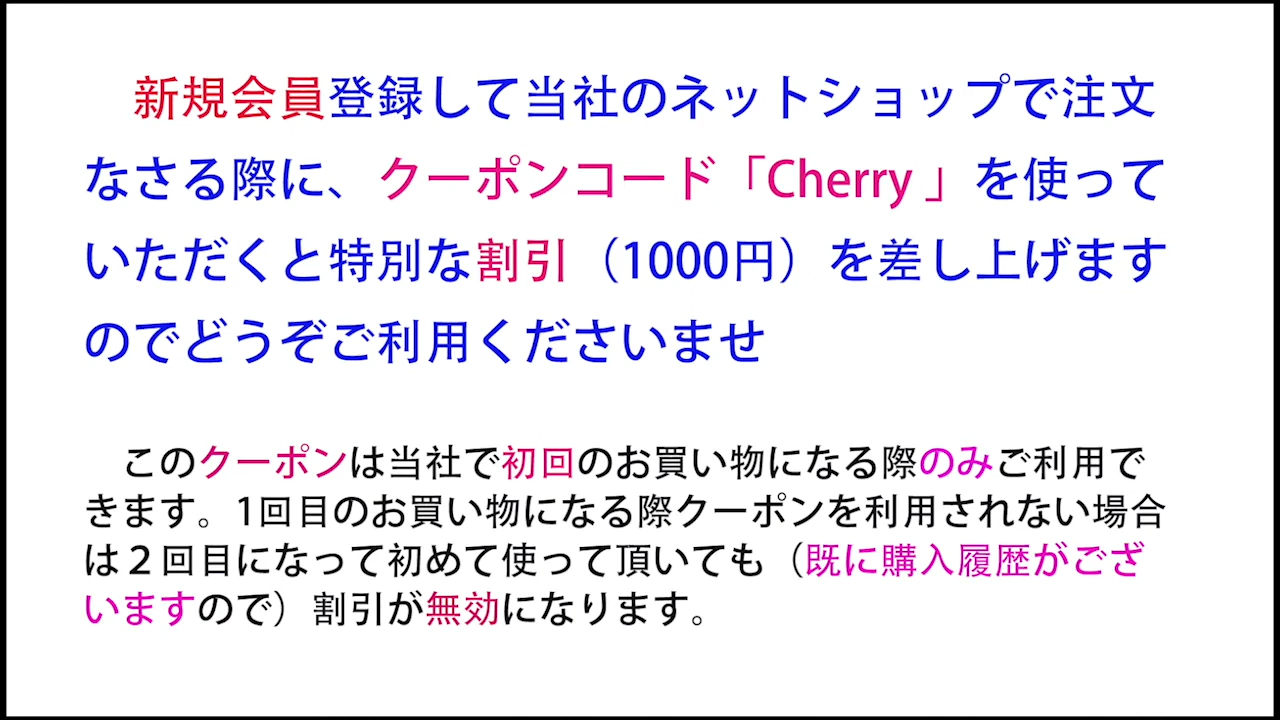 新規会員登録して当社のネットショップで注文
なさる際に、クーポンコード「Cherry 」を使って
いただくと特別な割引（1000円）を差し上げます
のでどうぞご利用くださいませ
このクーポンは当社で初回のお買い物になる際のみご利用で
きます。1回目のお買い物になる際クーポンを利用されない場合
は２回目になって初めて使って頂いても（既に購入履歴がござ
いますので）割引が無効になります。